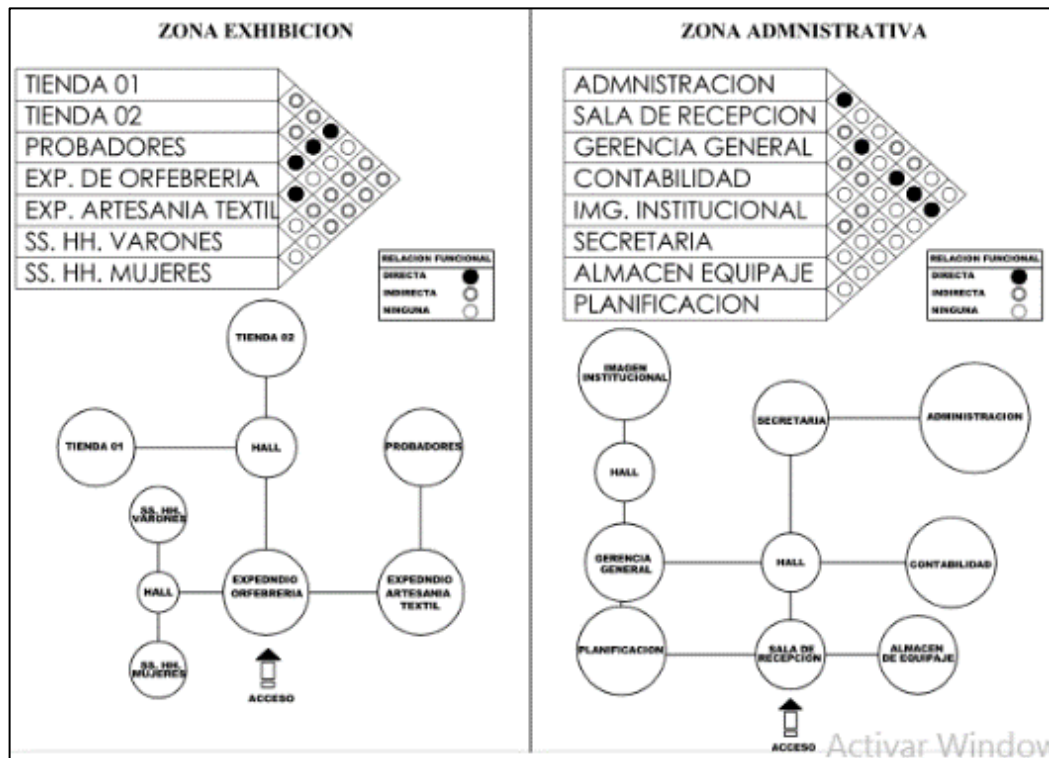 ZONA EXHIBICION
TIENDA 01
TIENDA 02
PROBADORES
EXP. DE ORFEBRERIA
EXP. ARTESANIA TEXTIL
SS. HH. VARONES
SS. HH. MUJERES
RELACION FUNCIONAL
DIRECTA
INDIRECTA
NINGUNA
TIENDA 02
TIENDA 01
HALL
PROBADORES
SS. HH.
VARONES
HALL
EXPEDNDIO
ORFEBRERIA
EXPEDNDIO
ARTESANIA
TEXTIL
SS. HH.
MUJERES
ACCESO
ZONA ADMNISTRATIVA
ADMNISTRACION
SALA DE RECEPCION
GERENCIA GENERAL
CONTABILIDAD
IMG. INSTITUCIONAL
SECRETARIA
ALMACEN EQUIPAJE
PLANIFICACION
RELACION FUNCIONAL
DIRECTA
INDIRECTA
NINGUNA
IMAGEN
INSTITUCIONAL
SECRETARIA
ADMINISTRACION
HALL
GERENCIA
GENERAL
HALL
CONTABILIDAD
PLANIFICACION
SALA DE
RECEPCIÓN
ALMACEN
DE EQUIPAJE
ACCESO
Activar Window